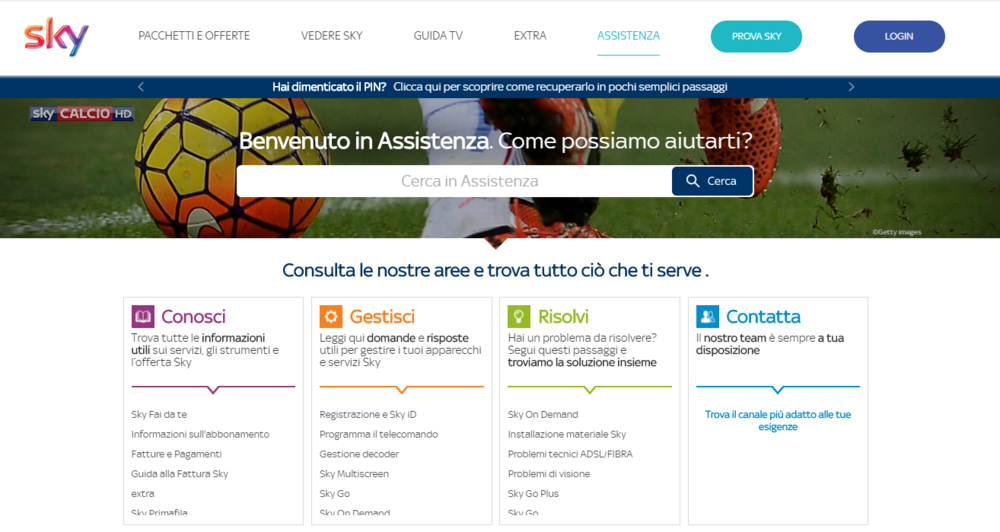 sky
PACCHETTI E OFFERTE
VEDERE SKY
GUIDA TV
EXTRA
ASSISTENZA
PROVA SKY
LOGIN
Hai dimenticato il PIN? Clicca qui per scoprire come recuperarlo in pochi semplici passaggi
sky CALCIO HD
Benvenuto in Assistenza. Come possiamo aiutarti?
Cerca in Assistenza
Cerca
©Getty Images
Consulta le nostre aree e trova tutto ciò che ti serve .
Conosci
Trova tutte le informazioni
utili sui servizi, gli strumenti e
l'offerta Sky
Sky Fai da te
Informazioni sull'abbonamento
Fatture e Pagamenti
Guida alla Fattura Sky
extra
Sky Primafila
Gestisci
Leggi qui domande e risposte
utili per gestire i tuoi apparecchi
e servizi Sky
Registrazione e Sky iD
Programma il telecomando
Gestione decoder
Sky Multiscreen
Sky Go
Sky On Demand
Risolvi
Hai un problema da risolvere?
Segui questi passaggi e
troviamo la soluzione insieme
Sky On Demand
Installazione materiale Sky
Problemi tecnici ADSL/FIBRA
Problemi di visione
Sky Go Plus
Sky Go
Contatta
Il nostro team è sempre a tua
disposizione
Trova il canale più adatto alle tue
esigenze